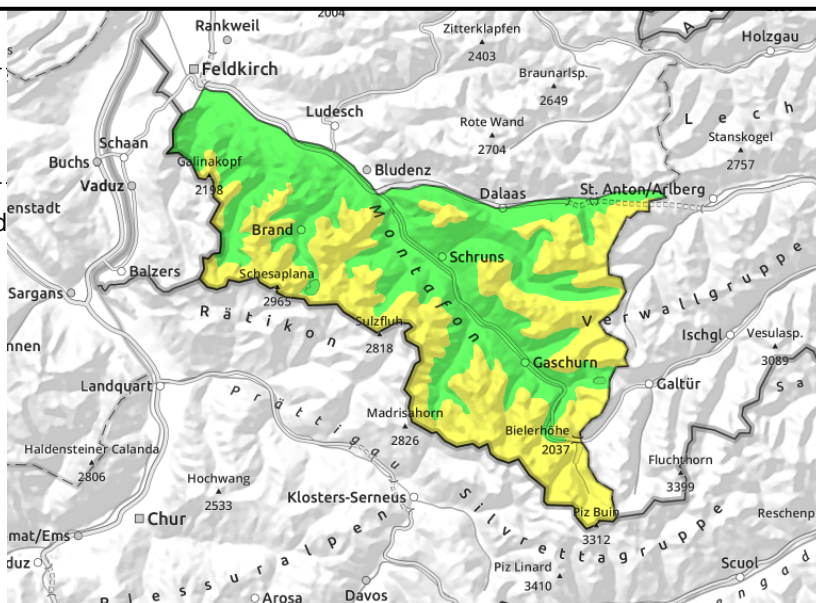 2004
Rankweil
Zitterklapfen
2403
Holzgau
A
Feldkirch
Braunarlsp.
2649
Ludesch
L e c h
Rote Wand
2704
Stanskogel
2757
Schaan
Buchs
Galinakopf
2198
Bludenz
Vaduz
Dalaas
St. Anton/Arlberg
enstadt
d
s
Montafon
Brand
Schruns
Balzers
Schesaplana
2965
Verwallgruppe
Sargans
Rätikon
Sulzfluh
2818
Ischgl
Vesulasp.
3089
nnen
Gaschurn
Landquart
Galtür
S a
Prättigau
Madrisahorn
2826
Bielerhöhe
2037
Haldensteiner Calanda
2806
Hochwang
2533
Fluchthorn
3399
Klosters-Serneus
Silvrettagruppe
Chur
Piz Buin
3312
Reschenp
mat/Ems
duz
Plessuralpen
Piz Linard
3410
Scuol
engad
Arosa
Davos